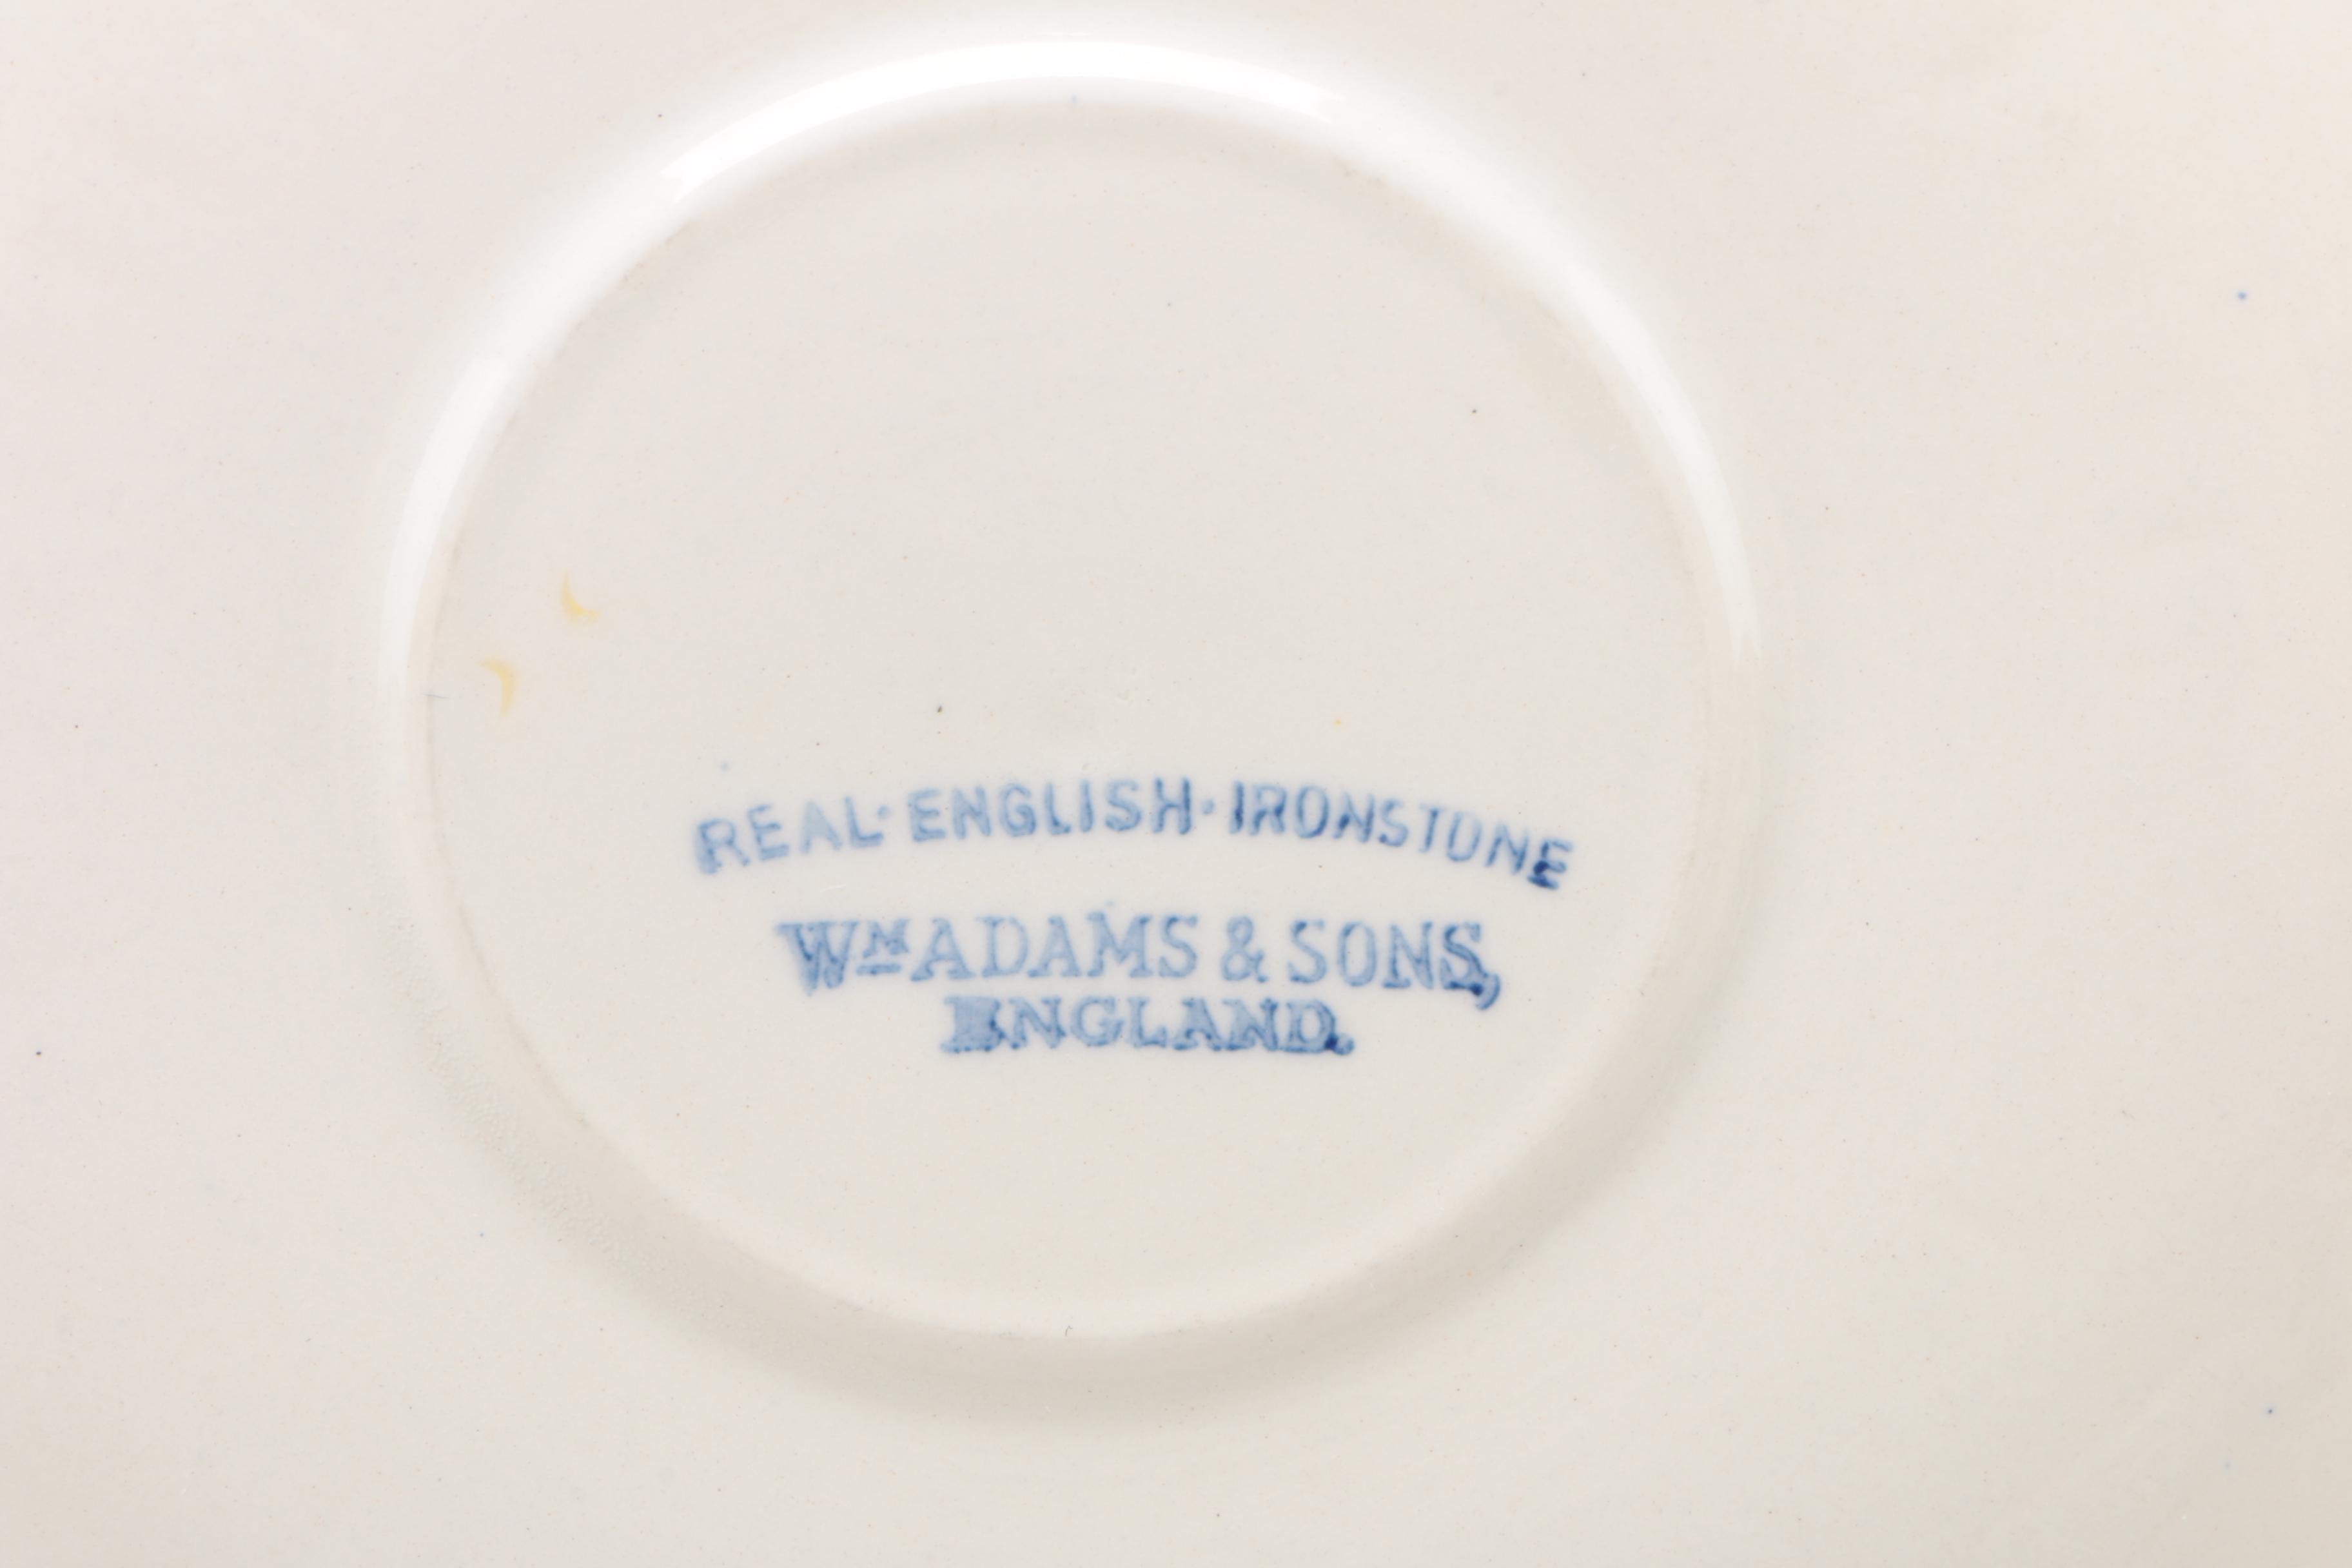 REAL·ENGLISH·IRONSTONE
Wᴹ ADAMS & SONS,
ENGLAND.